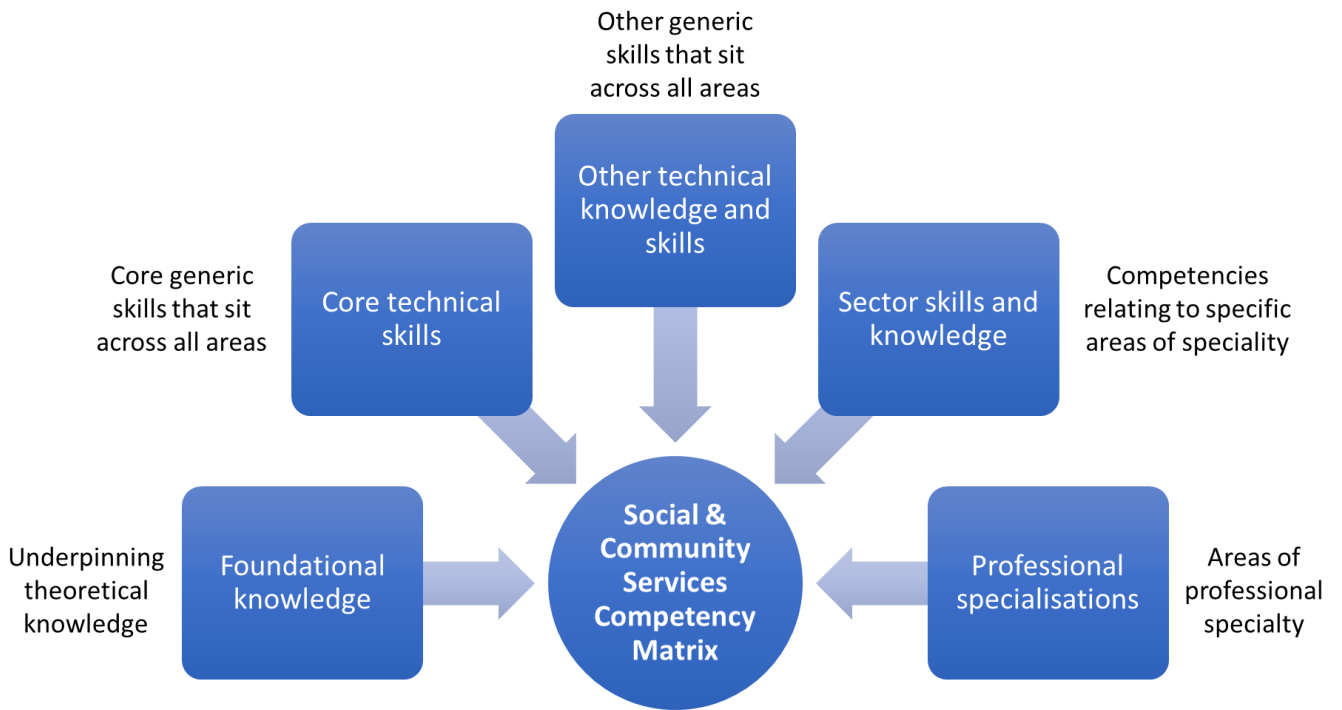 Other generic
skills that sit
across all areas
Other technical
knowledge and
skills
Core generic
skills that sit
across all areas
Core technical
skills
Sector skills and
knowledge
Competencies
relating to specific
areas of speciality
Underpinning
theoretical
knowledge
Foundational
knowledge
Social &
Community
Services
Competency
Matrix
Professional
specialisations
Areas of
professional
specialty